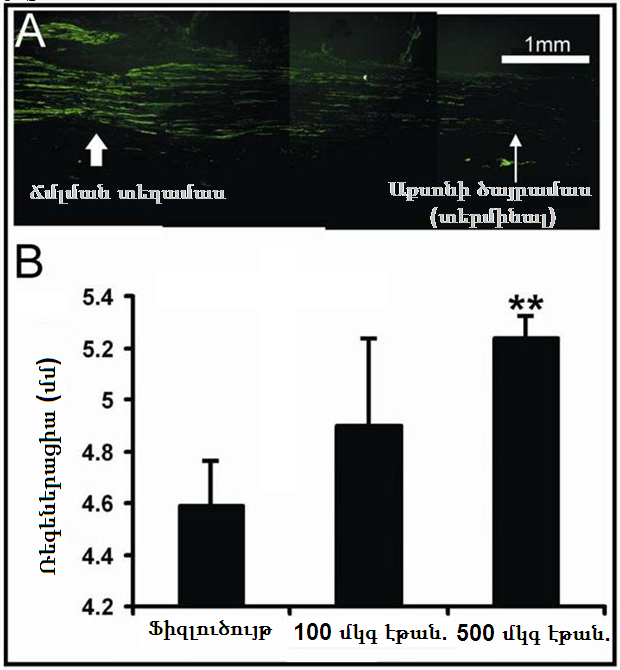 A
1mm
Ճմլման տեղամաս
Աքսոնի ծայրամաս
(տերմինալ)
B
Ռեգեներացիա (մմ)
5.4
**
5.2
5
4.8
4.6
4.4
4.2
Ֆիզլուծույթ 100 մկգ էթան. 500 մկգ էթան.